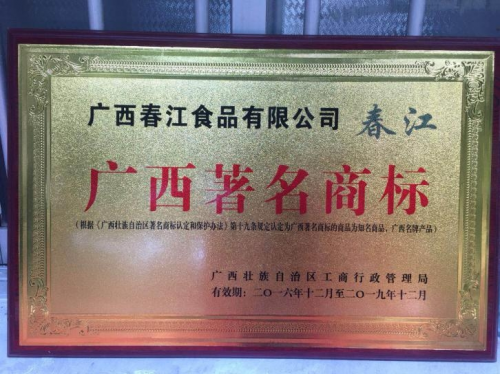 广西春江食品有限公司 春江
广西著名商标
(根据《广西壮族自治区著名商标认定和保护办法》第十九条规定认定为广西著名商标的商品为知名商品、广西名牌产品)
广西壮族自治区工商行政管理局
有效期:二〇一六年十二月至二〇一九年十二月